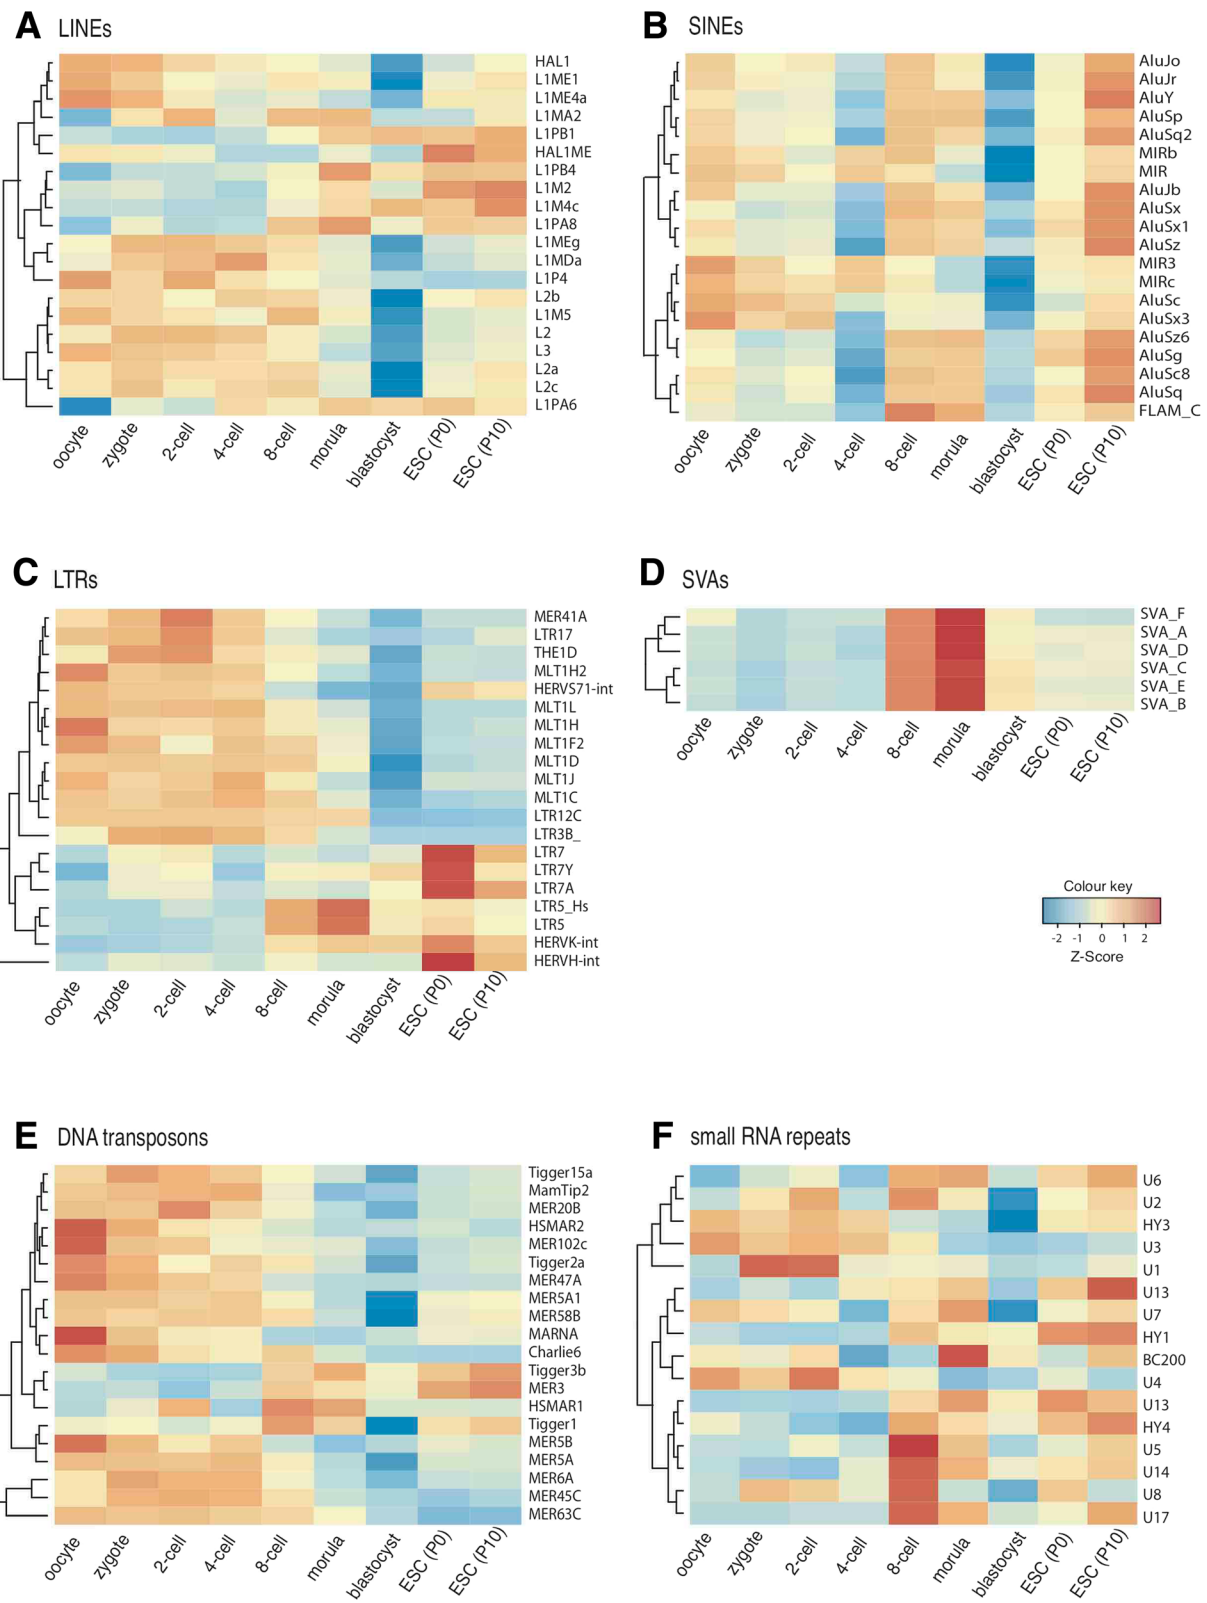 A LINEs
HAL1
L1ME1
L1ME4a
L1MA2
L1PB1
HAL1ME
L1PB4
L1M2
L1M4c
L1PA8
L1MEg
L1MDa
L1P4
L2b
L1M5
L2
L3
L2a
L2c
L1PA6
oocyte
zygote
2-cell
4-cell
8-cell
morula
blastocyst
ESC (P0)
ESC (P10)
B SINEs
AluJo
AluJr
AluY
AluSp
AluSq2
MIRb
MIR
AluJb
AluSx
AluSx1
AluSz
MIR3
MIRc
AluSc
AluSx3
AluSz6
AluSg
AluSc8
AluSq
FLAM_C
oocyte
zygote
2-cell
4-cell
8-cell
morula
blastocyst
ESC (P0)
ESC (P10)
C LTRs
MER41A
LTR17
THE1D
MLT1H2
HERVS71-int
MLT1L
MLT1H
MLT1F2
MLT1D
MLT1J
MLT1C
LTR12C
LTR3B_
LTR7
LTR7Y
LTR7A
LTR5_Hs
LTR5
HERVK-int
HERVH-int
oocyte
zygote
2-cell
4-cell
8-cell
morula
blastocyst
ESC (P0)
ESC (P10)
D SVAs
SVA_F
SVA_A
SVA_D
SVA_C
SVA_E
SVA_B
oocyte
zygote
2-cell
4-cell
8-cell
morula
blastocyst
ESC (P0)
ESC (P10)
Colour key
-2 -1 0 1 2
Z-Score
E DNA transposons
Tigger15a
MamTip2
MER20B
HSMAR2
MER102c
Tigger2a
MER47A
MER5A1
MER58B
MARNA
Charlie6
Tigger3b
MER3
HSMAR1
Tigger1
MER5B
MER5A
MER6A
MER45C
MER63C
oocyte
zygote
2-cell
4-cell
8-cell
morula
blastocyst
ESC (P0)
ESC (P10)
F small RNA repeats
U6
U2
HY3
U3
U1
U13
U7
HY1
BC200
U4
U13
HY4
U5
U14
U8
U17
oocyte
zygote
2-cell
4-cell
8-cell
morula
blastocyst
ESC (P0)
ESC (P10)